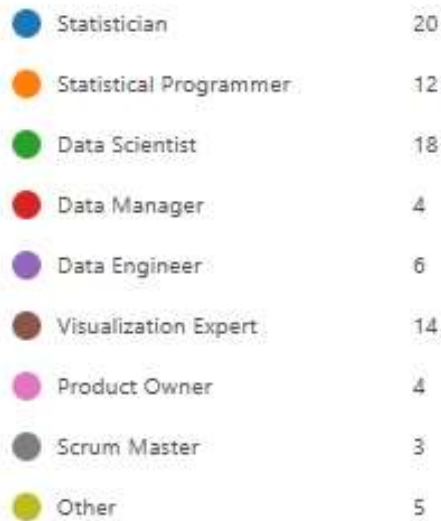 Statistician 20
Statistical Programmer 12
Data Scientist 18
Data Manager 4
Data Engineer 6
Visualization Expert 14
Product Owner 4
Scrum Master 3
Other 5